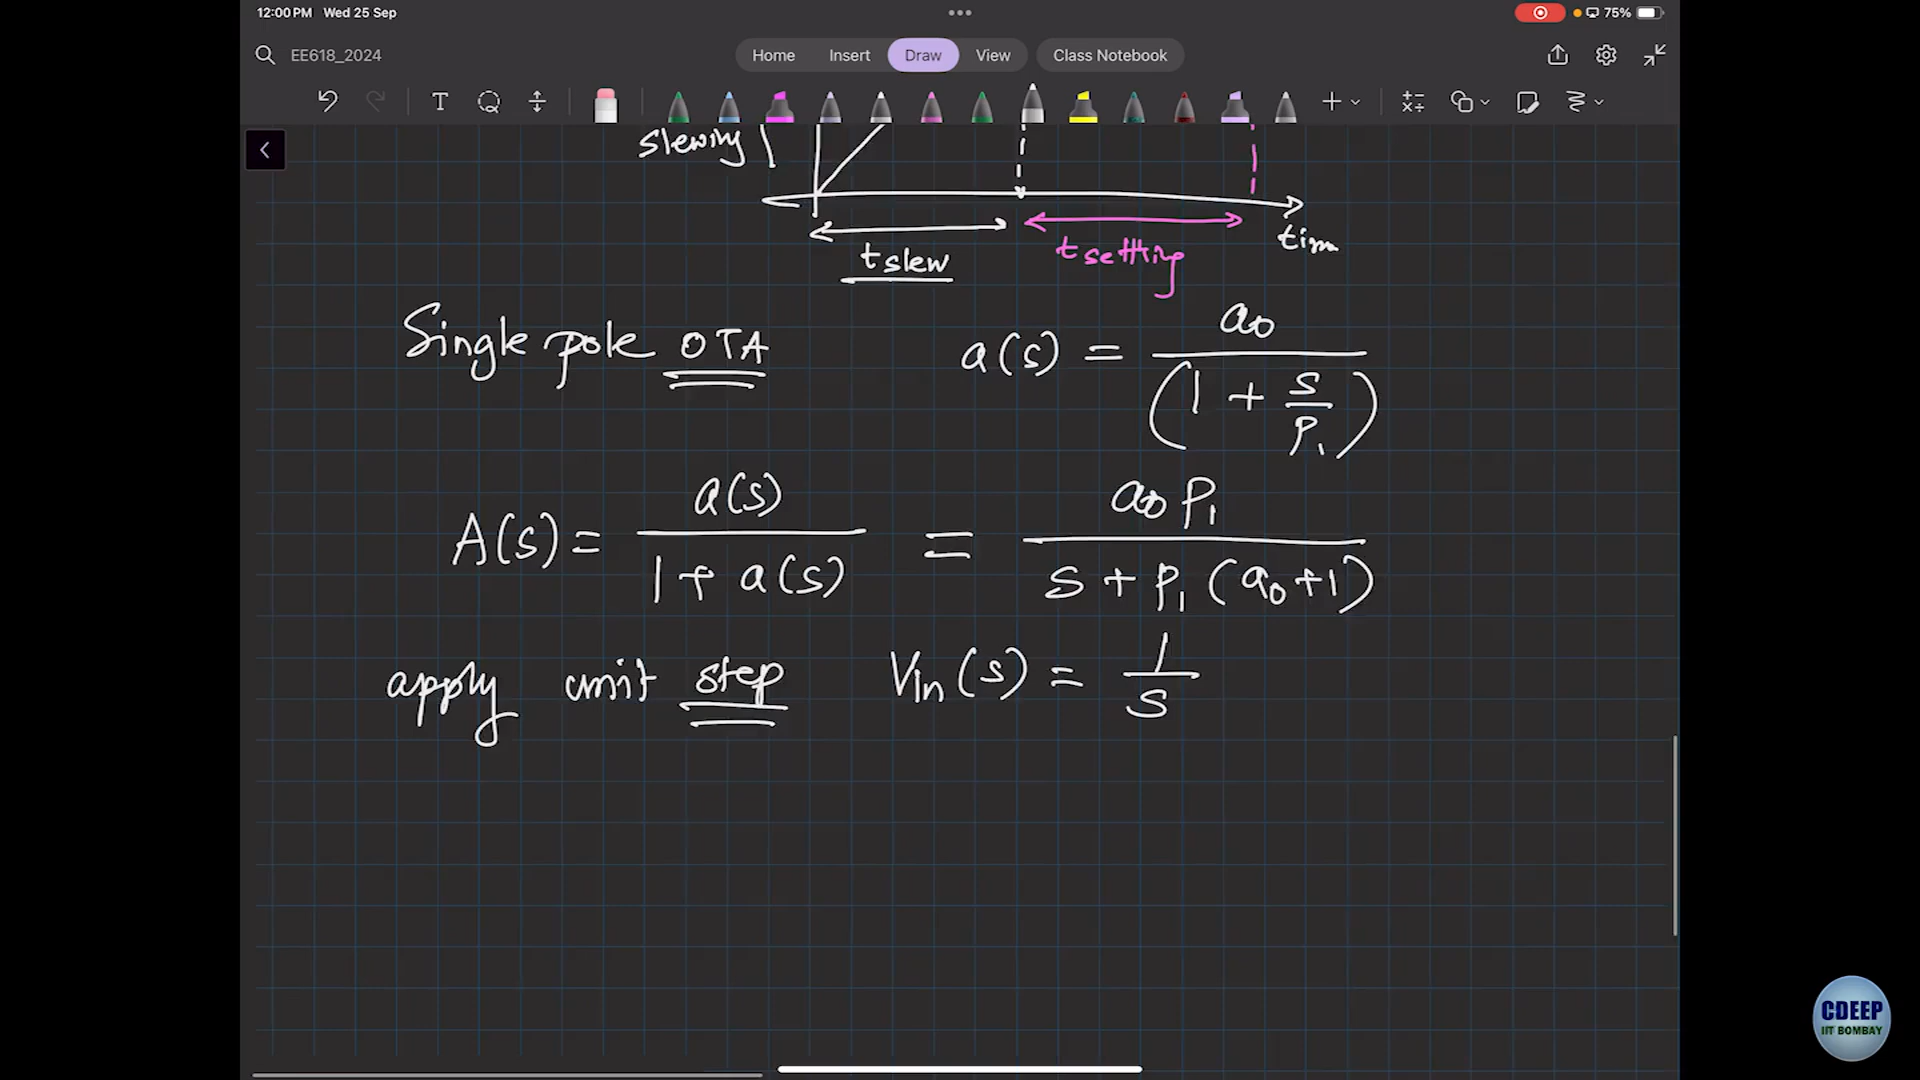 12:00 PM Wed 25 Sep
75%
EE618_2024
Home Insert Draw View Class Notebook
T
slewing
tslew
tsettling
time
Single pole OTA a(s) = a0 / (1 + s/p1)
A(s) = a(s) / 1 + a(s) = a0 p1 / s + p1 (a0+1)
apply unit step Vin(s) = 1/s
CDEEP
IIT BOMBAY